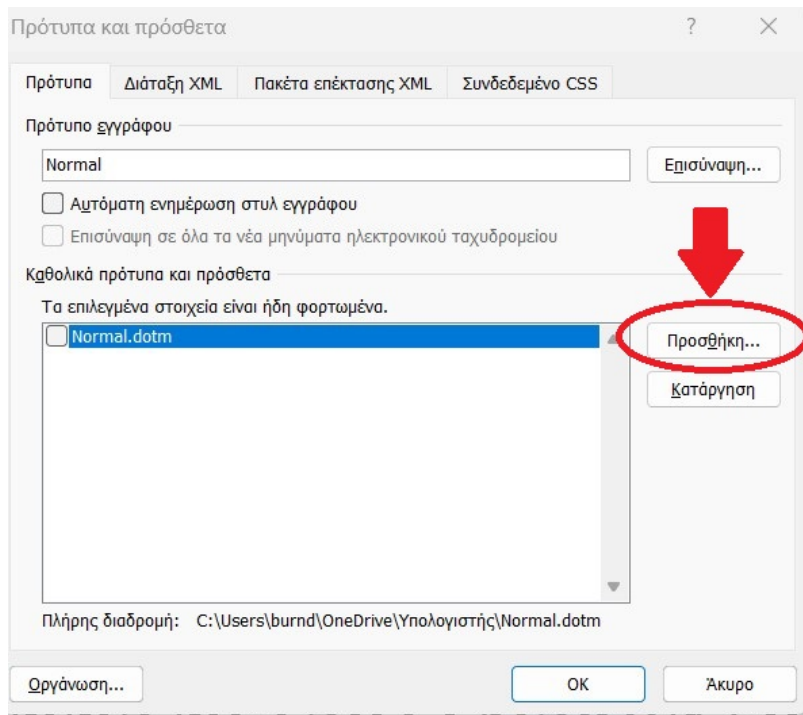 Πρότυπα και πρόσθετα ?
Πρότυπα Διάταξη XML Πακέτα επέκτασης XML Συνδεδεμένο CSS
Πρότυπο εγγράφου
Normal Επισύναψη...
Αυτόματη ενημέρωση στυλ εγγράφου
Επισύναψη σε όλα τα νέα μηνύματα ηλεκτρονικού ταχυδρομείου
Καθολικά πρότυπα και πρόσθετα
Τα επιλεγμένα στοιχεία είναι ήδη φορτωμένα.
Normal.dotm Προσθήκη...
Κατάργηση
Πλήρης διαδρομή: C:\Users\burnd\OneDrive\Υπολογιστής\Normal.dotm
Οργάνωση... OK Άκυρο